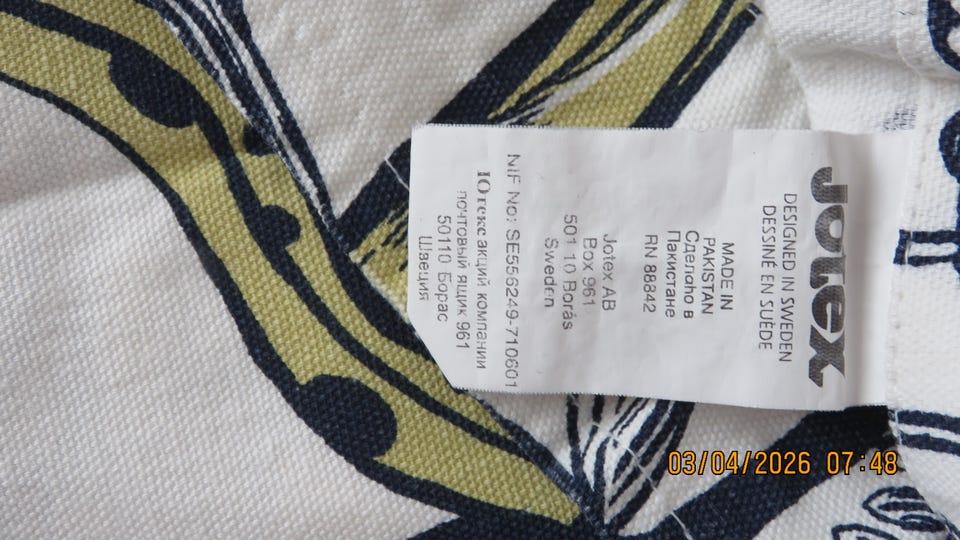 Jotex
DESIGNED IN SWEDEN
DESSINÉ EN SUÈDE
MADE IN
PAKISTAN
Сделано в
Пакистане
RN 88842
Jotex AB
Box 961
501 10 Borås
Sweden
NIF No: SE556249-710601
Ютекс акций компании
почтовый ящик 961
50110 Борас
Швеция
03/04/2026 07:48